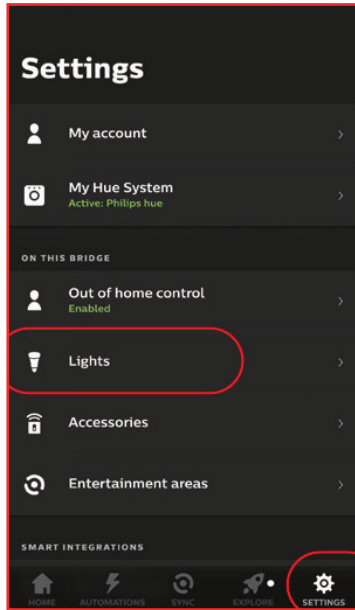 Settings
My account
My Hue System
Active: Philips hue
ON THIS BRIDGE
Out of home control
Enabled
Lights
Accessories
Entertainment areas
SMART INTEGRATIONS
HOME
AUTOMATIONS
SYNC
EXPLORE
SETTINGS